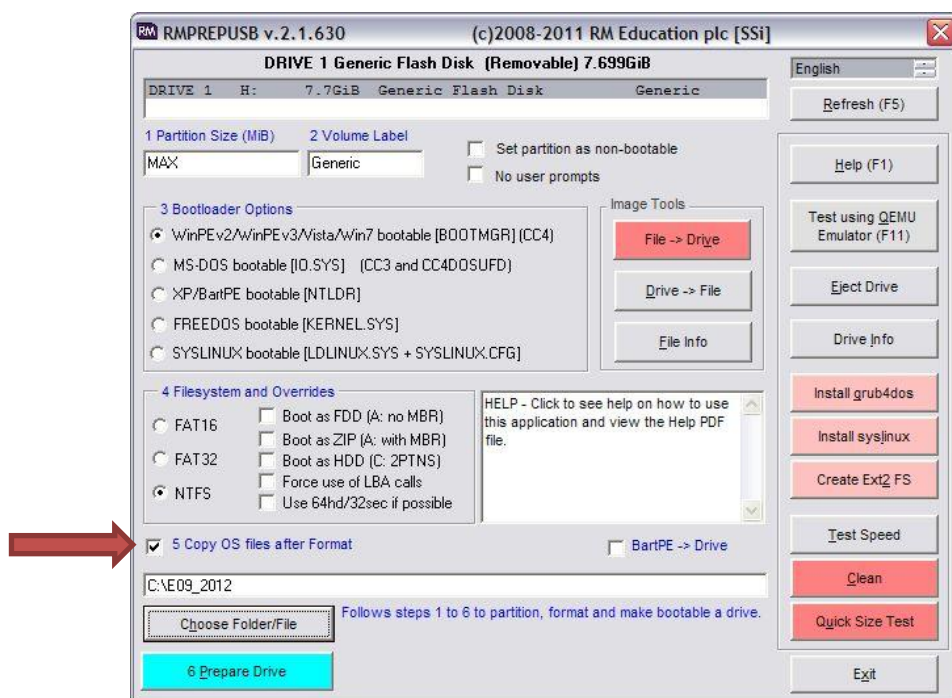 RM RMPREPUSB v.2.1.630 (c)2008-2011 RM Education plc [SSi]
DRIVE 1 Generic Flash Disk (Removable) 7.699GiB
DRIVE 1 H: 7.7GiB Generic Flash Disk Generic
English
Refresh (F5)
1 Partition Size (MiB) 2 Volume Label
MAX Generic
Set partition as non-bootable
No user prompts
Help (F1)
3 Bootloader Options
WinPEv2/WinPEv3/Vista/Win7 bootable [BOOTMGR] (CC4)
MS-DOS bootable [IO.SYS] (CC3 and CC4DOSUFD)
XP/BartPE bootable [NTLDR]
FREEDOS bootable [KERNEL.SYS]
SYSLINUX bootable [LDLINUX.SYS + SYSLINUX.CFG]
Image Tools
File -> Drive
Drive -> File
File Info
Test using QEMU
Emulator (F11)
Eject Drive
Drive Info
4 Filesystem and Overrides
FAT16
FAT32
NTFS
Boot as FDD (A: no MBR)
Boot as ZIP (A: with MBR)
Boot as HDD (C: 2PTNS)
Force use of LBA calls
Use 64hd/32sec if possible
HELP - Click to see help on how to use
this application and view the Help PDF
file.
Install grub4dos
Install syslinux
Create Ext2 FS
5 Copy OS files after Format
BartPE -> Drive
Test Speed
C:\E09_2012
Clean
Choose Folder/File
Follows steps 1 to 6 to partition, format and make bootable a drive.
Quick Size Test
6 Prepare Drive
Exit